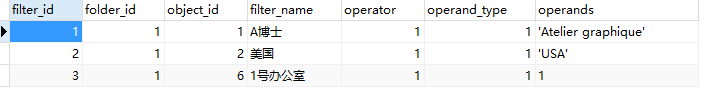 filter_id folder_id object_id filter_name operator operand_type operands
1 1 1 A博士 1 1 'Atelier graphique'
2 1 2 美国 1 1 'USA'
3 1 6 1号办公室 1 1 1